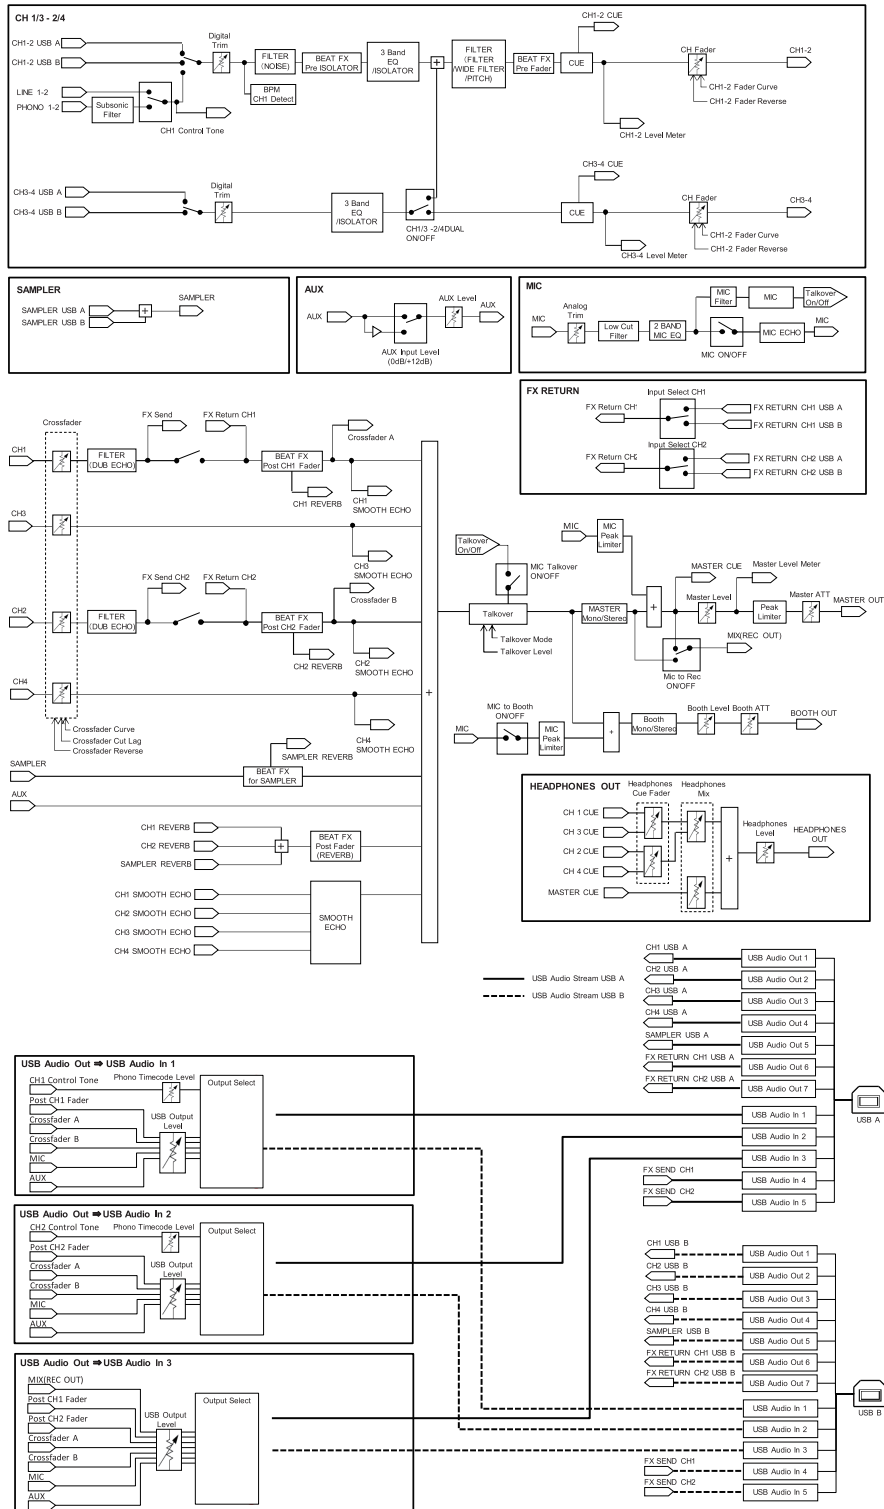 CH 1/3 - 2/4
CH1-2 USB A
CH1-2 USB B
LINE 1-2
PHONO 1-2
Subsonic
Filter
CH1 Control Tone
Digital
Trim
FILTER
(NOISE)
BPM
CH1 Detect
BEAT FX
Pre ISOLATOR
3 Band
EQ
/ISOLATOR
+
FILTER
(FILTER
/WIDE FILTER
/PITCH)
BEAT FX
Pre Fader
CH1-2 CUE
CUE
CH1-2 Level Meter
CH Fader
CH1-2
CH1-2 Fader Curve
CH1-2 Fader Reverse
CH3-4 USB A
CH3-4 USB B
Digital
Trim
3 Band
EQ
/ISOLATOR
CH1/3 -2/4DUAL
ON/OFF
CH3-4 CUE
CUE
CH3-4 Level Meter
CH Fader
CH3-4
CH1-2 Fader Curve
CH1-2 Fader Reverse
SAMPLER
SAMPLER USB A
SAMPLER USB B
+
SAMPLER
AUX
AUX
AUX Input Level
(0dB/+12dB)
AUX Level
AUX
MIC
MIC
Analog
Trim
Low Cut
Filter
2 BAND
MIC EQ
MIC
Filter
MIC
Talkover
On/Off
MIC ON/OFF
MIC ECHO
MIC
FX RETURN
Input Select CH1
FX Return CH
FX RETURN CH1 USB A
FX RETURN CH1 USB B
Input Select CH2
FX Return CH
FX RETURN CH2 USB A
FX RETURN CH2 USB B
Crossfader
CH1
FILTER
(DUB ECHO)
FX Send
FX Return CH1
BEAT FX
Post CH1 Fader
CH1 REVERB
Crossfader A
CH1
SMOOTH ECHO
CH3
CH3
SMOOTH ECHO
CH2
FILTER
(DUB ECHO)
FX Send CH2
FX Return CH2
BEAT FX
Post CH2 Fader
CH2 REVERB
Crossfader B
CH2
SMOOTH ECHO
CH4
CH4
SMOOTH ECHO
Crossfader Curve
Crossfader Cut Lag
Crossfader Reverse
SAMPLER
SAMPLER REVERB
BEAT FX
for SAMPLER
AUX
CH1 REVERB
CH2 REVERB
SAMPLER REVERB
+
BEAT FX
Post Fader
(REVERB)
CH1 SMOOTH ECHO
CH2 SMOOTH ECHO
CH3 SMOOTH ECHO
CH4 SMOOTH ECHO
SMOOTH
ECHO
+
Talkover
On/Off
MIC Talkover
ON/OFF
Talkover
Talkover Mode
Talkover Level
MIC
MIC
Peak
Limiter
MASTER
Mono/Stereo
+
MASTER CUE
Master Level Meter
Master Level
Peak
Limiter
Master ATT
MASTER OUT
MIX(REC OUT)
Mic to Rec
ON/OFF
MIC
MIC to Booth
ON/OFF
MIC
Peak
Limiter
+
Booth
Mono/Stereo
Booth Level
Booth ATT
BOOTH OUT
HEADPHONES OUT
Headphones
Cue Fader
Headphones
Mix
CH 1 CUE
CH 3 CUE
CH 2 CUE
CH 4 CUE
MASTER CUE
+
Headphones
Level
HEADPHONES
OUT
USB Audio Stream USB A
USB Audio Stream USB B
CH1 USB A
USB Audio Out 1
CH2 USB A
USB Audio Out 2
CH3 USB A
USB Audio Out 3
CH4 USB A
USB Audio Out 4
SAMPLER USB A
USB Audio Out 5
FX RETURN CH1 USB A
USB Audio Out 6
FX RETURN CH2 USB A
USB Audio Out 7
USB Audio In 1
USB Audio In 2
USB Audio In 3
FX SEND CH1
USB Audio In 4
FX SEND CH2
USB Audio In 5
USB A
USB Audio Out ⇒ USB Audio In 1
CH1 Control Tone
Phono Timecode Level
Output Select
Post CH1 Fader
Crossfader A
Crossfader B
MIC
AUX
USB Output
Level
USB Audio Out ⇒ USB Audio In 2
CH2 Control Tone
Phono Timecode Level
Output Select
Post CH2 Fader
Crossfader A
Crossfader B
MIC
AUX
USB Output
Level
USB Audio Out ⇒ USB Audio In 3
MIX(REC OUT)
Post CH1 Fader
Post CH2 Fader
Crossfader A
Crossfader B
MIC
AUX
USB Output
Level
Output Select
CH1 USB B
USB Audio Out 1
CH2 USB B
USB Audio Out 2
CH3 USB B
USB Audio Out 3
CH4 USB B
USB Audio Out 4
SAMPLER USB B
USB Audio Out 5
FX RETURN CH1 USB B
USB Audio Out 6
FX RETURN CH2 USB B
USB Audio Out 7
USB Audio In 1
USB Audio In 2
USB Audio In 3
FX SEND CH1
USB Audio In 4
FX SEND CH2
USB Audio In 5
USB B